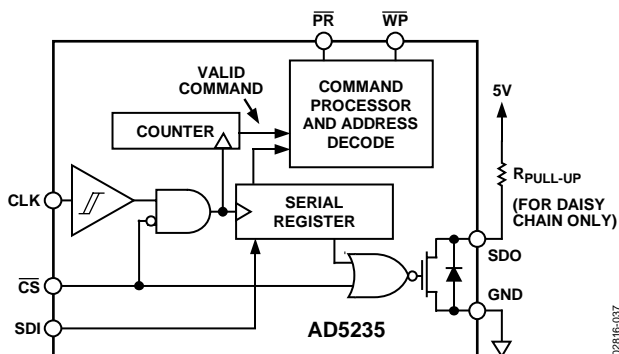 PR WP
VALID
COMMAND
COMMAND
PROCESSOR
AND ADDRESS
DECODE
5V
COUNTER
RPULL-UP
(FOR DAISY
CHAIN ONLY)
CLK
SERIAL
REGISTER
SDO
CS
GND
SDI
AD5235
02816-037